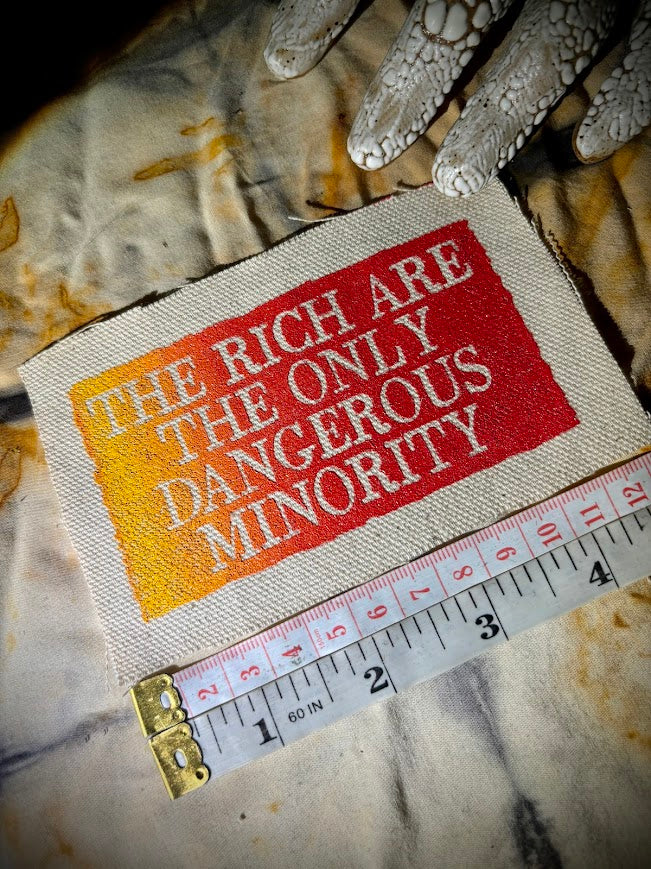 THE RICH ARE
THE ONLY
DANGEROUS
MINORITY
2 3 4 5 6 7 8 9 10 11 12
1 60 IN 2 3 4